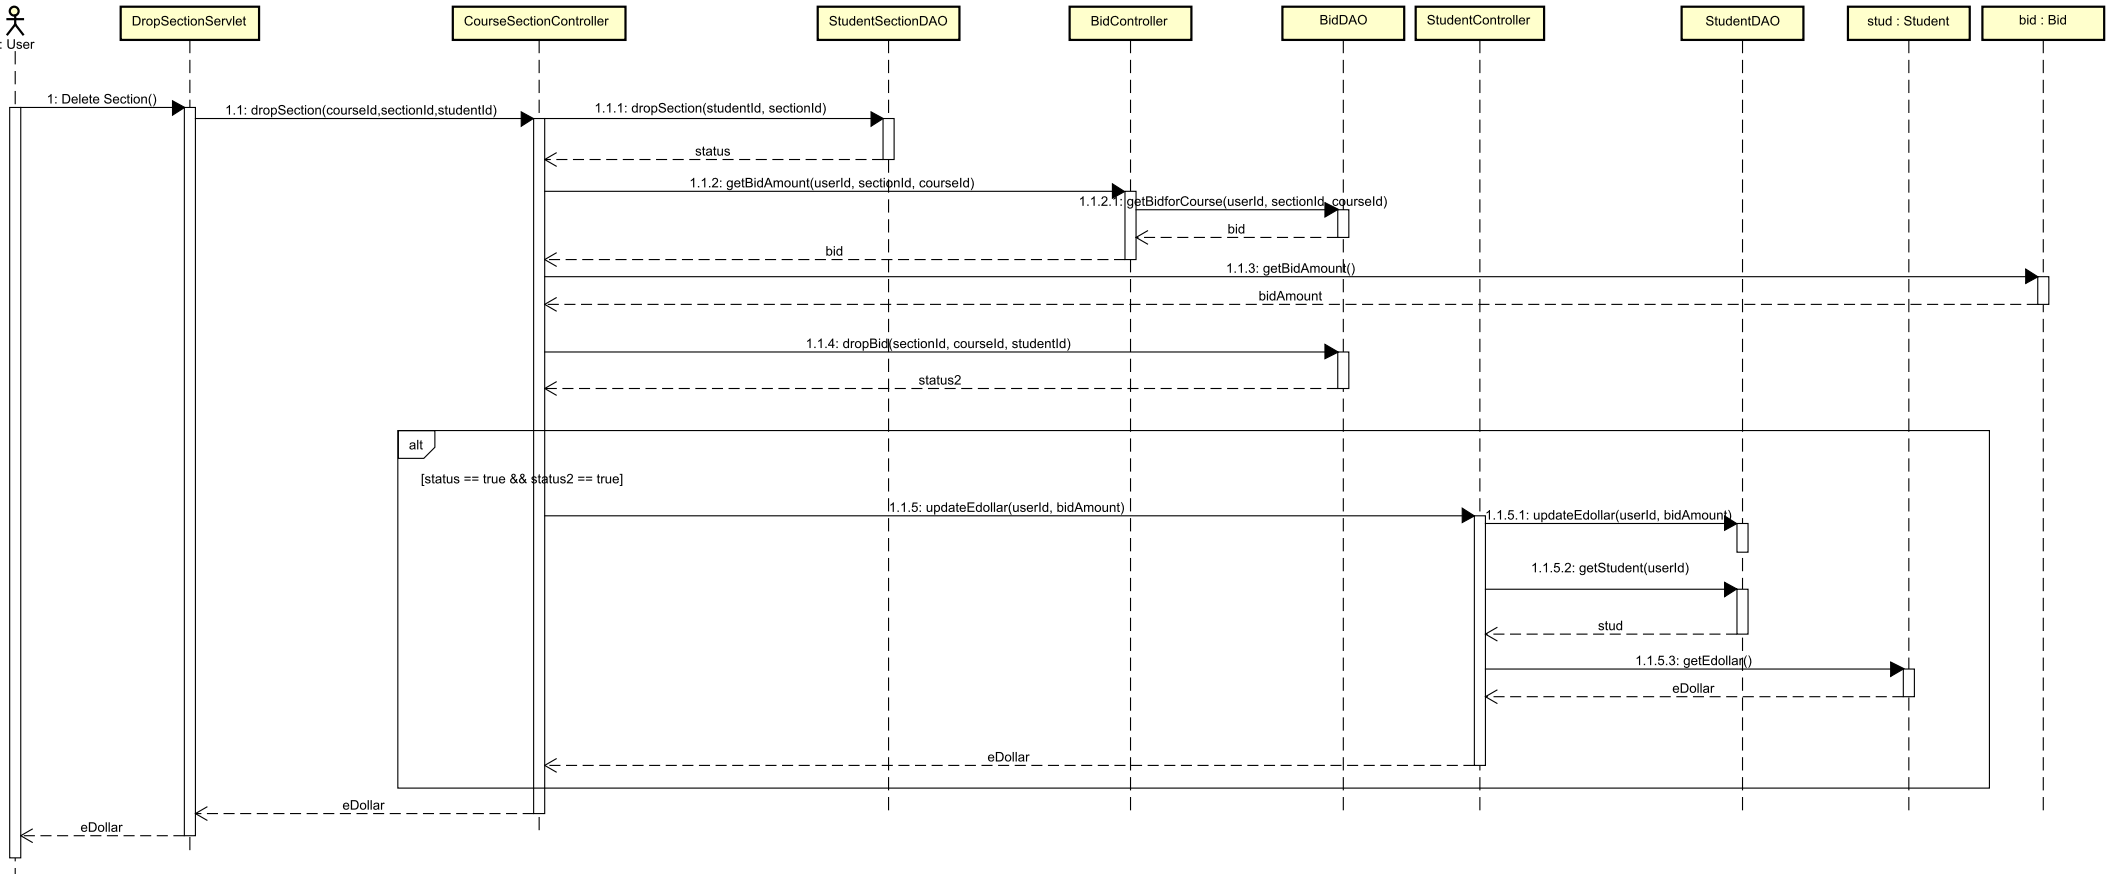 DropSectionServlet
CourseSectionController
StudentSectionDAO
BidController
BidDAO
StudentController
StudentDAO
stud : Student
bid : Bid
: User
1: Delete Section()
1.1: dropSection(courseId,sectionId,studentId)
1.1.1: dropSection(studentId, sectionId)
status
1.1.2: getBidAmount(userId, sectionId, courseId)
1.1.2.1: getBidforCourse(userId, sectionId, courseId)
bid
bid
1.1.3: getBidAmount()
bidAmount
1.1.4: dropBid(sectionId, courseId, studentId)
status2
alt
[status == true && status2 == true]
1.1.5: updateEdollar(userId, bidAmount)
1.1.5.1: updateEdollar(userId, bidAmount)
1.1.5.2: getStudent(userId)
stud
1.1.5.3: getEdollar()
eDollar
eDollar
eDollar
eDollar